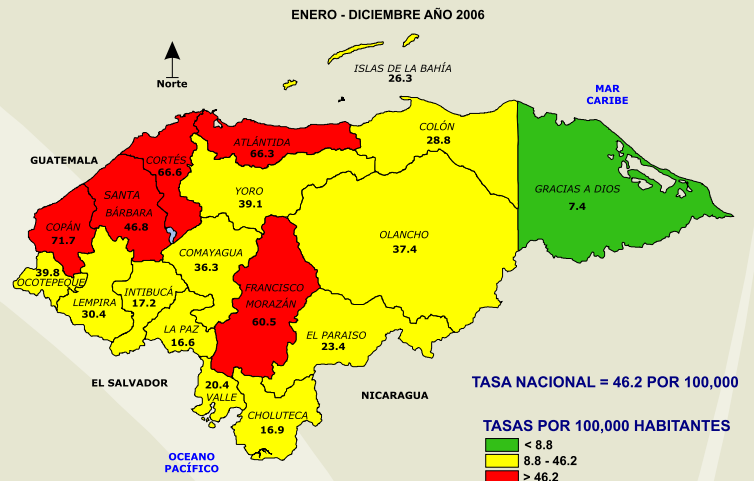 ENERO - DICIEMBRE AÑO 2006
Norte
ISLAS DE LA BAHÍA
26.3
MAR
CARIBE
GUATEMALA
CORTÉS
66.6
ATLÁNTIDA
66.3
COLÓN
28.8
SANTA
BÁRBARA
46.8
YORO
39.1
GRACIAS A DIOS
7.4
COPÁN
71.7
OLANCHO
37.4
COMAYAGUA
36.3
39.8
OCOTEPEQUE
INTIBUCÁ
17.2
FRANCISCO
MORAZÁN
60.5
LEMPIRA
30.4
LA PAZ
16.6
EL PARAISO
23.4
EL SALVADOR
20.4
VALLE
NICARAGUA
CHOLUTECA
16.9
OCEANO
PACÍFICO
TASA NACIONAL = 46.2 POR 100,000
TASAS POR 100,000 HABITANTES
< 8.8
8.8 - 46.2
> 46.2